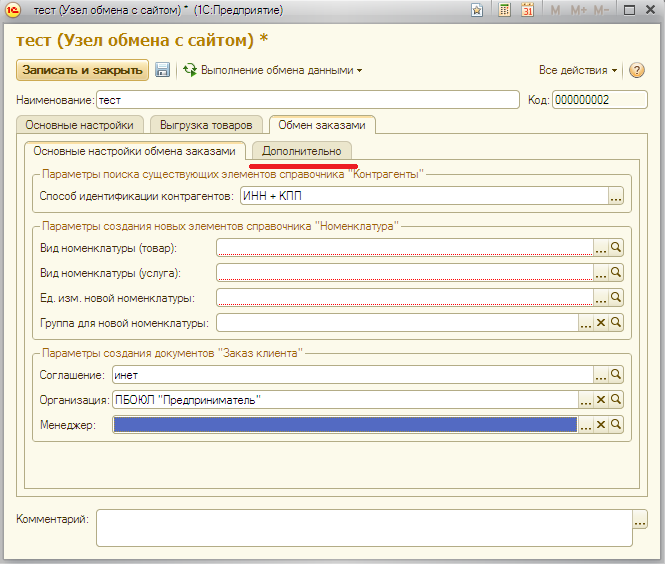 тест (Узел обмена с сайтом) * (1С:Предприятие)
M M+ M-
тест (Узел обмена с сайтом) *
Записать и закрыть Выполнение обмена данными Все действия ?
Наименование: тест Код: 000000002
Основные настройки Выгрузка товаров Обмен заказами
Основные настройки обмена заказами Дополнительно
Параметры поиска существующих элементов справочника "Контрагенты"
Способ идентификации контрагентов: ИНН + КПП ...
Параметры создания новых элементов справочника "Номенклатура"
Вид номенклатуры (товар): ...
Вид номенклатуры (услуга): ...
Ед. изм. новой номенклатуры: ...
Группа для новой номенклатуры: ...
Параметры создания документов "Заказ клиента"
Соглашение: инет ...
Организация: ПБОЮЛ "Предприниматель" ...
Менеджер: ...
Комментарий: ...